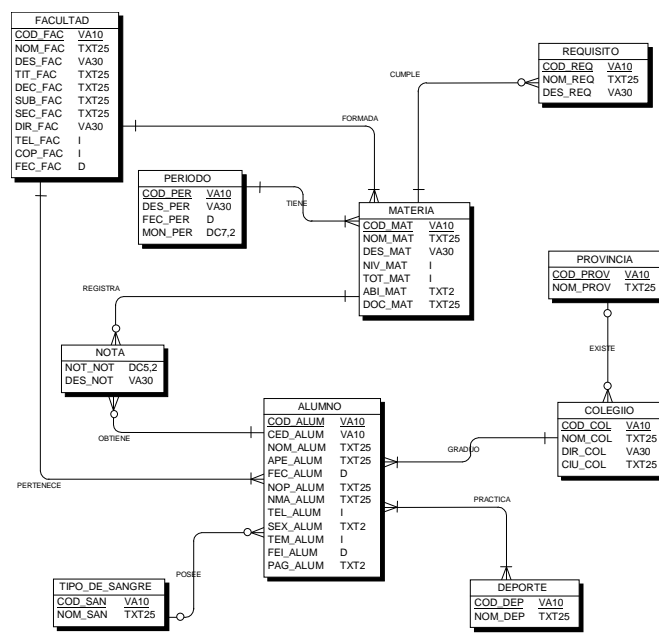 FACULTAD
COD_FAC VA10
NOM_FAC TXT25
DES_FAC VA30
TIT_FAC TXT25
DEC_FAC TXT25
SUB_FAC TXT25
SEC_FAC TXT25
DIR_FAC VA30
TEL_FAC I
COP_FAC I
FEC_FAC D
REQUISITO
COD_REQ VA10
NOM_REQ TXT25
DES_REQ VA30
CUMPLE
FORMADA
PERIODO
COD_PER VA10
DES_PER VA30
FEC_PER D
MON_PER DC7,2
TIENE
MATERIA
COD_MAT VA10
NOM_MAT TXT25
DES_MAT VA30
NIV_MAT I
TOT_MAT I
ABI_MAT TXT2
DOC_MAT TXT25
PROVINCIA
COD_PROV VA10
NOM_PROV TXT25
REGISTRA
EXISTE
NOTA
NOT_NOT DC5,2
DES_NOT VA30
OBTIENE
ALUMNO
COD_ALUM VA10
CED_ALUM VA10
NOM_ALUM TXT25
APE_ALUM TXT25
FEC_ALUM D
NOP_ALUM TXT25
NMA_ALUM TXT25
TEL_ALUM I
SEX_ALUM TXT2
TEM_ALUM I
FEI_ALUM D
PAG_ALUM TXT2
COLEGIIO
COD_COL VA10
NOM_COL TXT25
DIR_COL VA30
CIU_COL TXT25
GRADUO
PERTENECE
PRACTICA
POSEE
TIPO_DE_SANGRE
COD_SAN VA10
NOM_SAN TXT25
DEPORTE
COD_DEP VA10
NOM_DEP TXT25